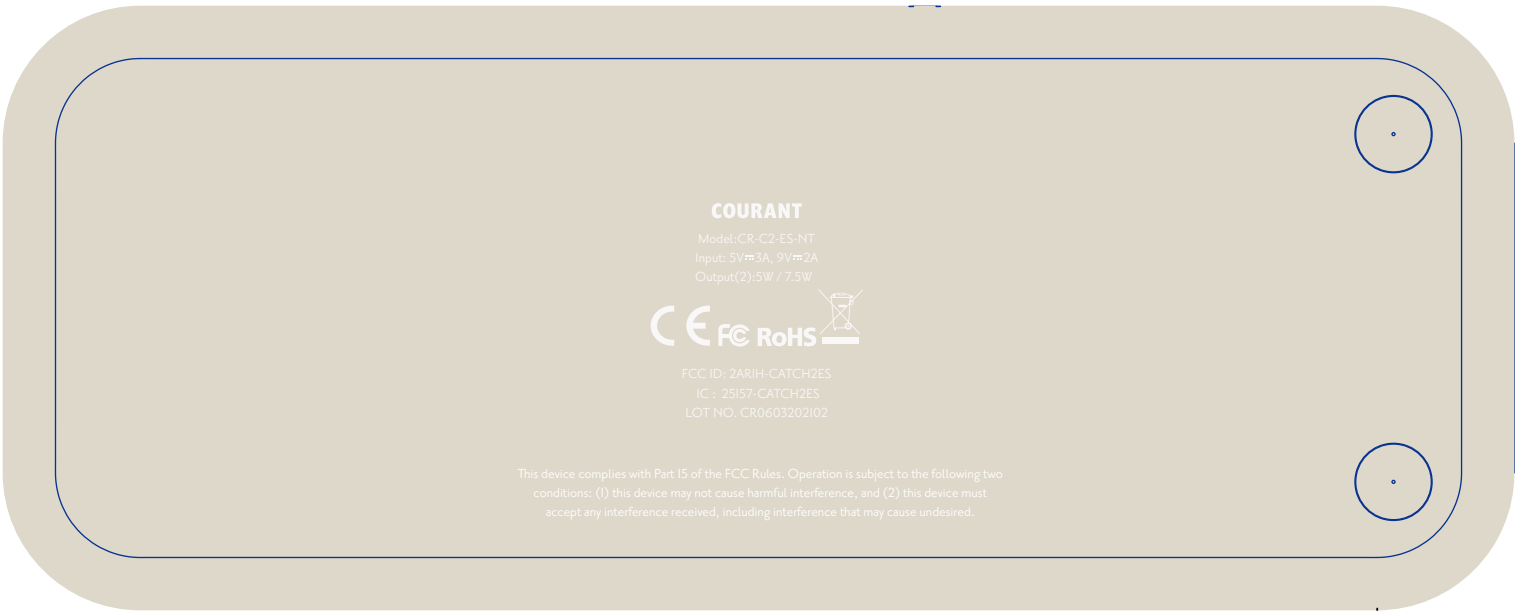 COURANT
Model:CR-C2-ES-NT
Input: 5V⎓3A, 9V⎓2A
Output(2):5W / 7.5W
CE FC RoHS
FCC ID: 2ARIH-CATCH2ES
IC : 25157-CATCH2ES
LOT NO. CR0603202102
This device complies with Part 15 of the FCC Rules. Operation is subject to the following two
conditions: (1) this device may not cause harmful interference, and (2) this device must
accept any interference received, including interference that may cause undesired.